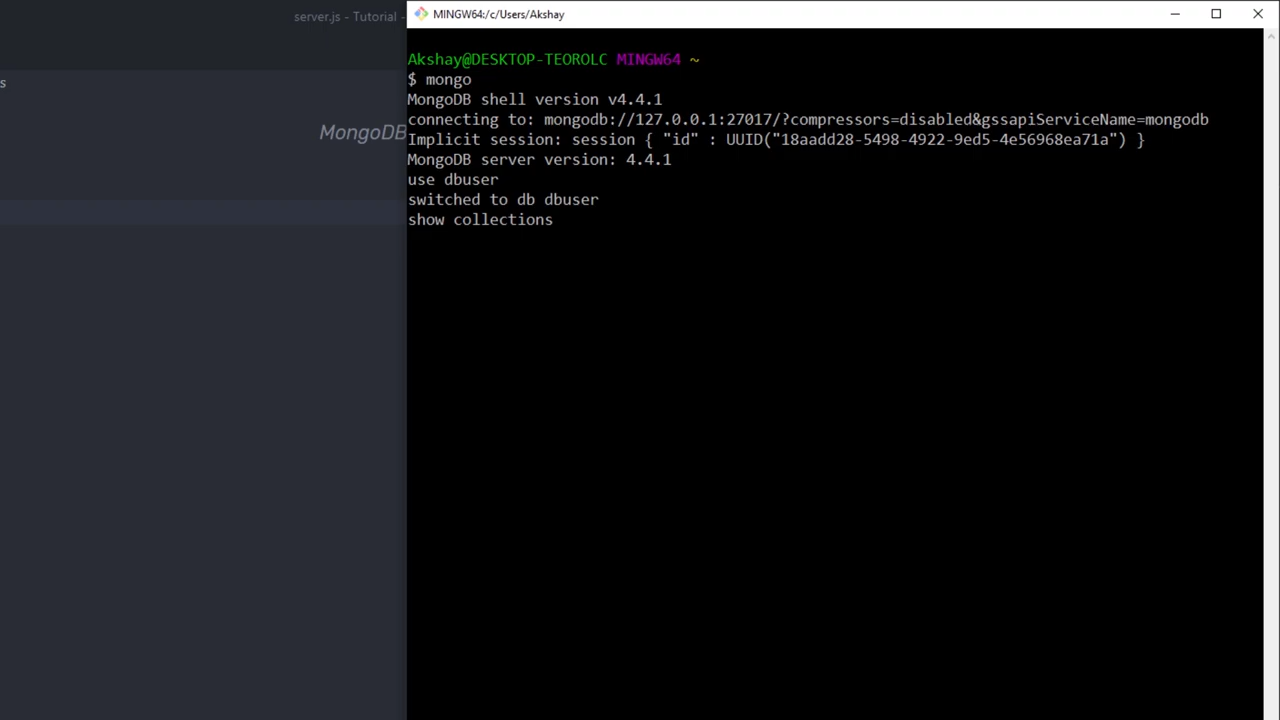 server.js - Tutorial -
MINGW64:/c/Users/Akshay
s
MongoDB
Akshay@DESKTOP-TEOROLC MINGW64 ~
$ mongo
MongoDB shell version v4.4.1
connecting to: mongodb://127.0.0.1:27017/?compressors=disabled&gssapiServiceName=mongodb
Implicit session: session { "id" : UUID("18aadd28-5498-4922-9ed5-4e56968ea71a") }
MongoDB server version: 4.4.1
use dbuser
switched to db dbuser
show collections